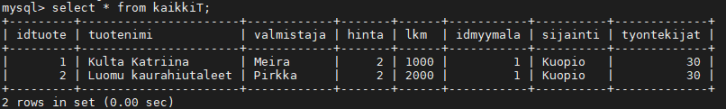 mysql> select * from kaikkiT;
+---------+--------------------+------------+-------+------+-----------+----------+-------------+
| idtuote | tuotenimi          | valmistaja | hinta | lkm  | idmyymala | sijainti | tyontekijat |
+---------+--------------------+------------+-------+------+-----------+----------+-------------+
|       1 | Kulta Katriina     | Meira      |     2 | 1000 |         1 | Kuopio   |          30 |
|       2 | Luomu kaurahiutaleet | Pirkka     |     2 | 2000 |         1 | Kuopio   |          30 |
+---------+--------------------+------------+-------+------+-----------+----------+-------------+
2 rows in set (0.00 sec)